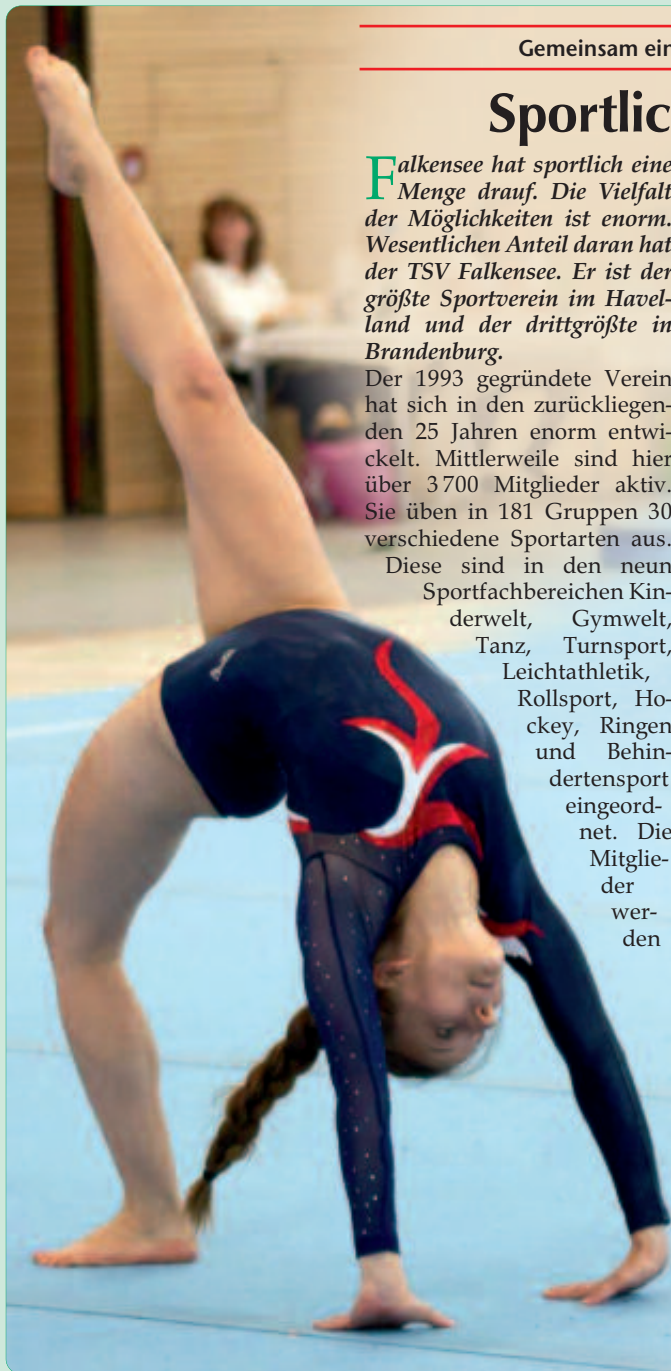 Gemeinsam ein
Sportlic
Falkensee hat sportlich eine
Menge drauf. Die Vielfalt
der Möglichkeiten ist enorm.
Wesentlichen Anteil daran hat
der TSV Falkensee. Er ist der
größte Sportverein im Havel-
land und der drittgrößte in
Brandenburg.
Der 1993 gegründete Verein
hat sich in den zurückliegen-
den 25 Jahren enorm entwi-
ckelt. Mittlerweile sind hier
über 3 700 Mitglieder aktiv.
Sie üben in 181 Gruppen 30
verschiedene Sportarten aus.
Diese sind in den neun
Sportfachbereichen Kin-
derwelt, Gymwelt,
Tanz, Turnsport,
Leichtathletik,
Rollsport, Ho-
ckey, Ringen
und Behin-
dertensport
eingeord-
net. Die
Mitglie-
der
wer-
den